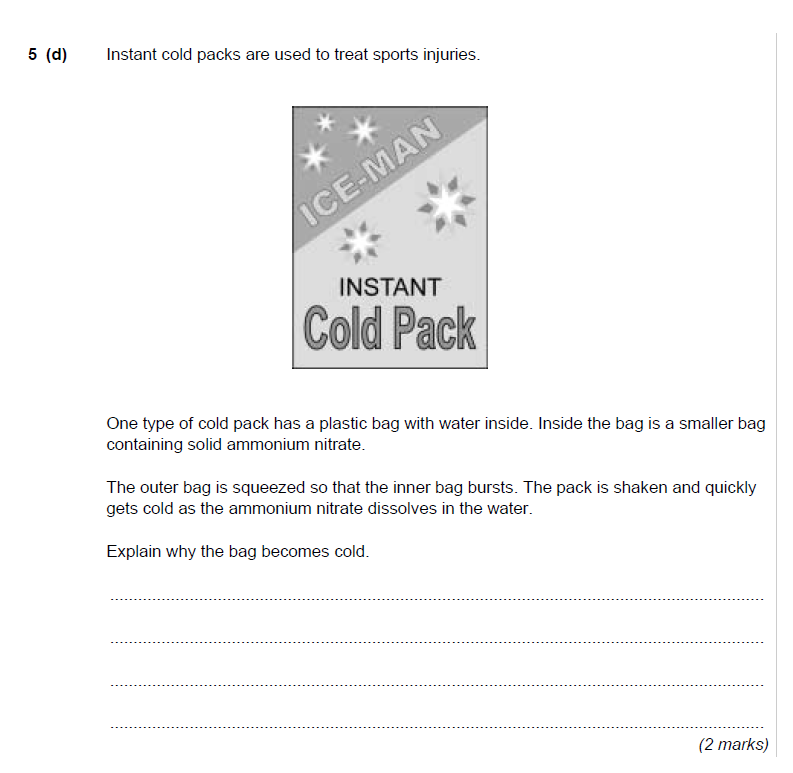 5 (d) Instant cold packs are used to treat sports injuries.
ICE-MAN
INSTANT
Cold Pack
One type of cold pack has a plastic bag with water inside. Inside the bag is a smaller bag
containing solid ammonium nitrate.
The outer bag is squeezed so that the inner bag bursts. The pack is shaken and quickly
gets cold as the ammonium nitrate dissolves in the water.
Explain why the bag becomes cold.
(2 marks)